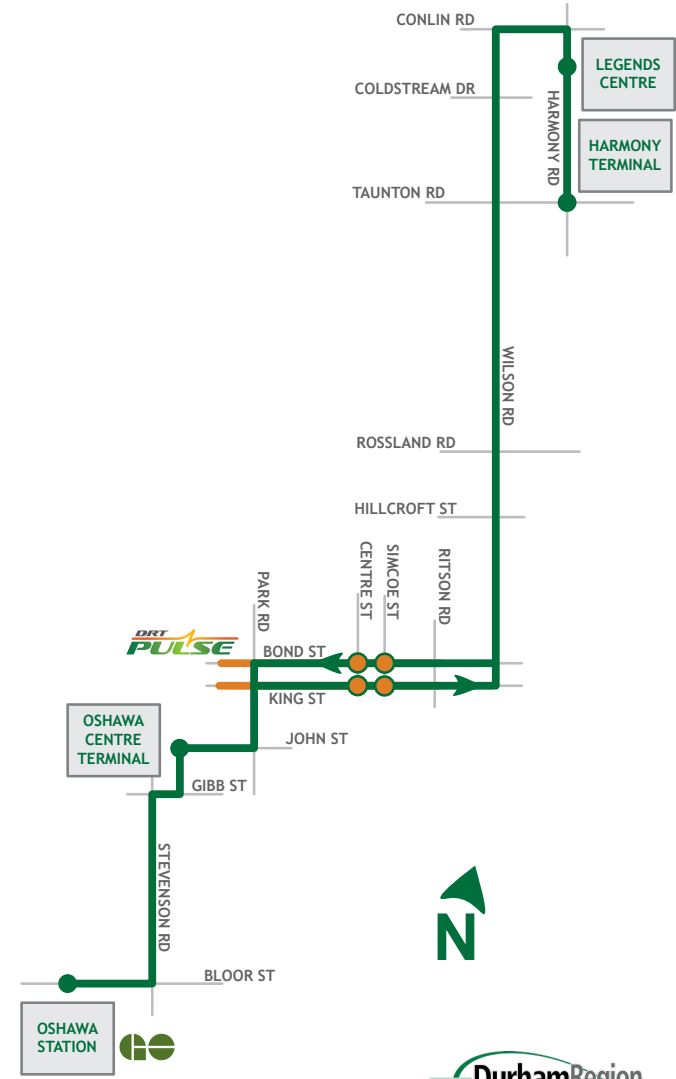 CONLIN RD
LEGENDS
CENTRE
COLDSTREAM DR
HARMONY RD
HARMONY
TERMINAL
TAUNTON RD
WILSON RD
ROSSLAND RD
HILLCROFT ST
CENTRE ST
SIMCOE ST
RITSON RD
PARK RD
DRT
PULSE
BOND ST
KING ST
OSHAWA
CENTRE
TERMINAL
JOHN ST
GIBB ST
STEVENSON RD
N
BLOOR ST
OSHAWA
STATION
GO
DurhamRegion